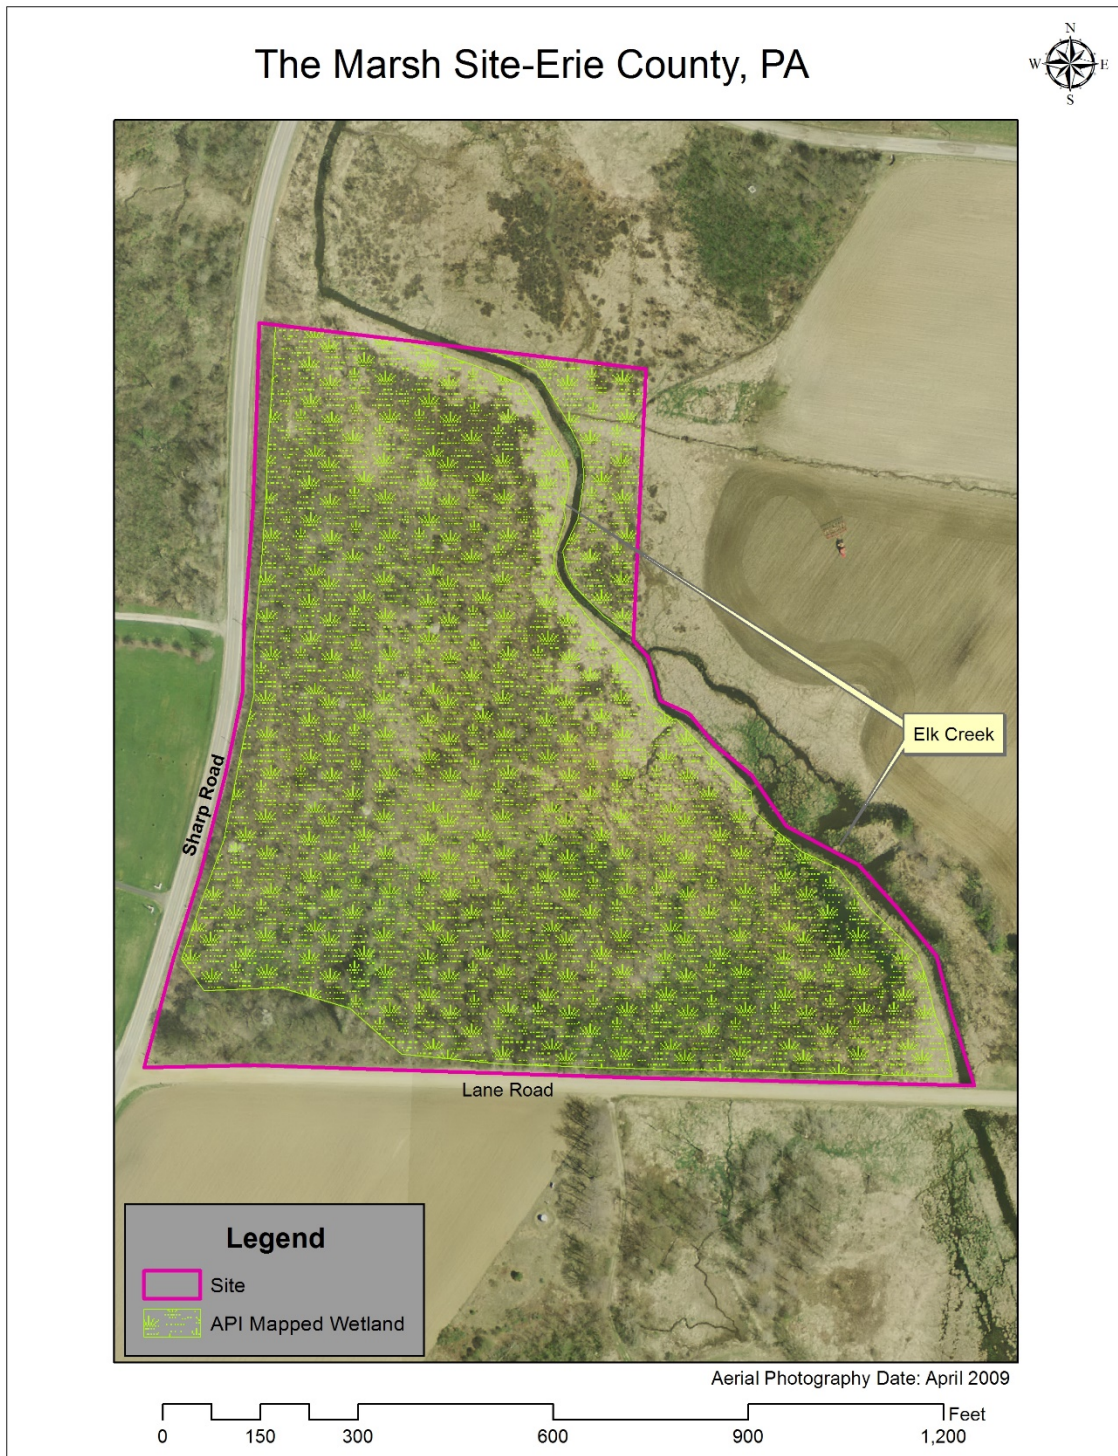 The Marsh Site-Erie County, PA
N
W E
S
Elk Creek
Sharp Road
Lane Road
Legend
Site
API Mapped Wetland
Aerial Photography Date: April 2009
Feet
0 150 300 600 900 1,200